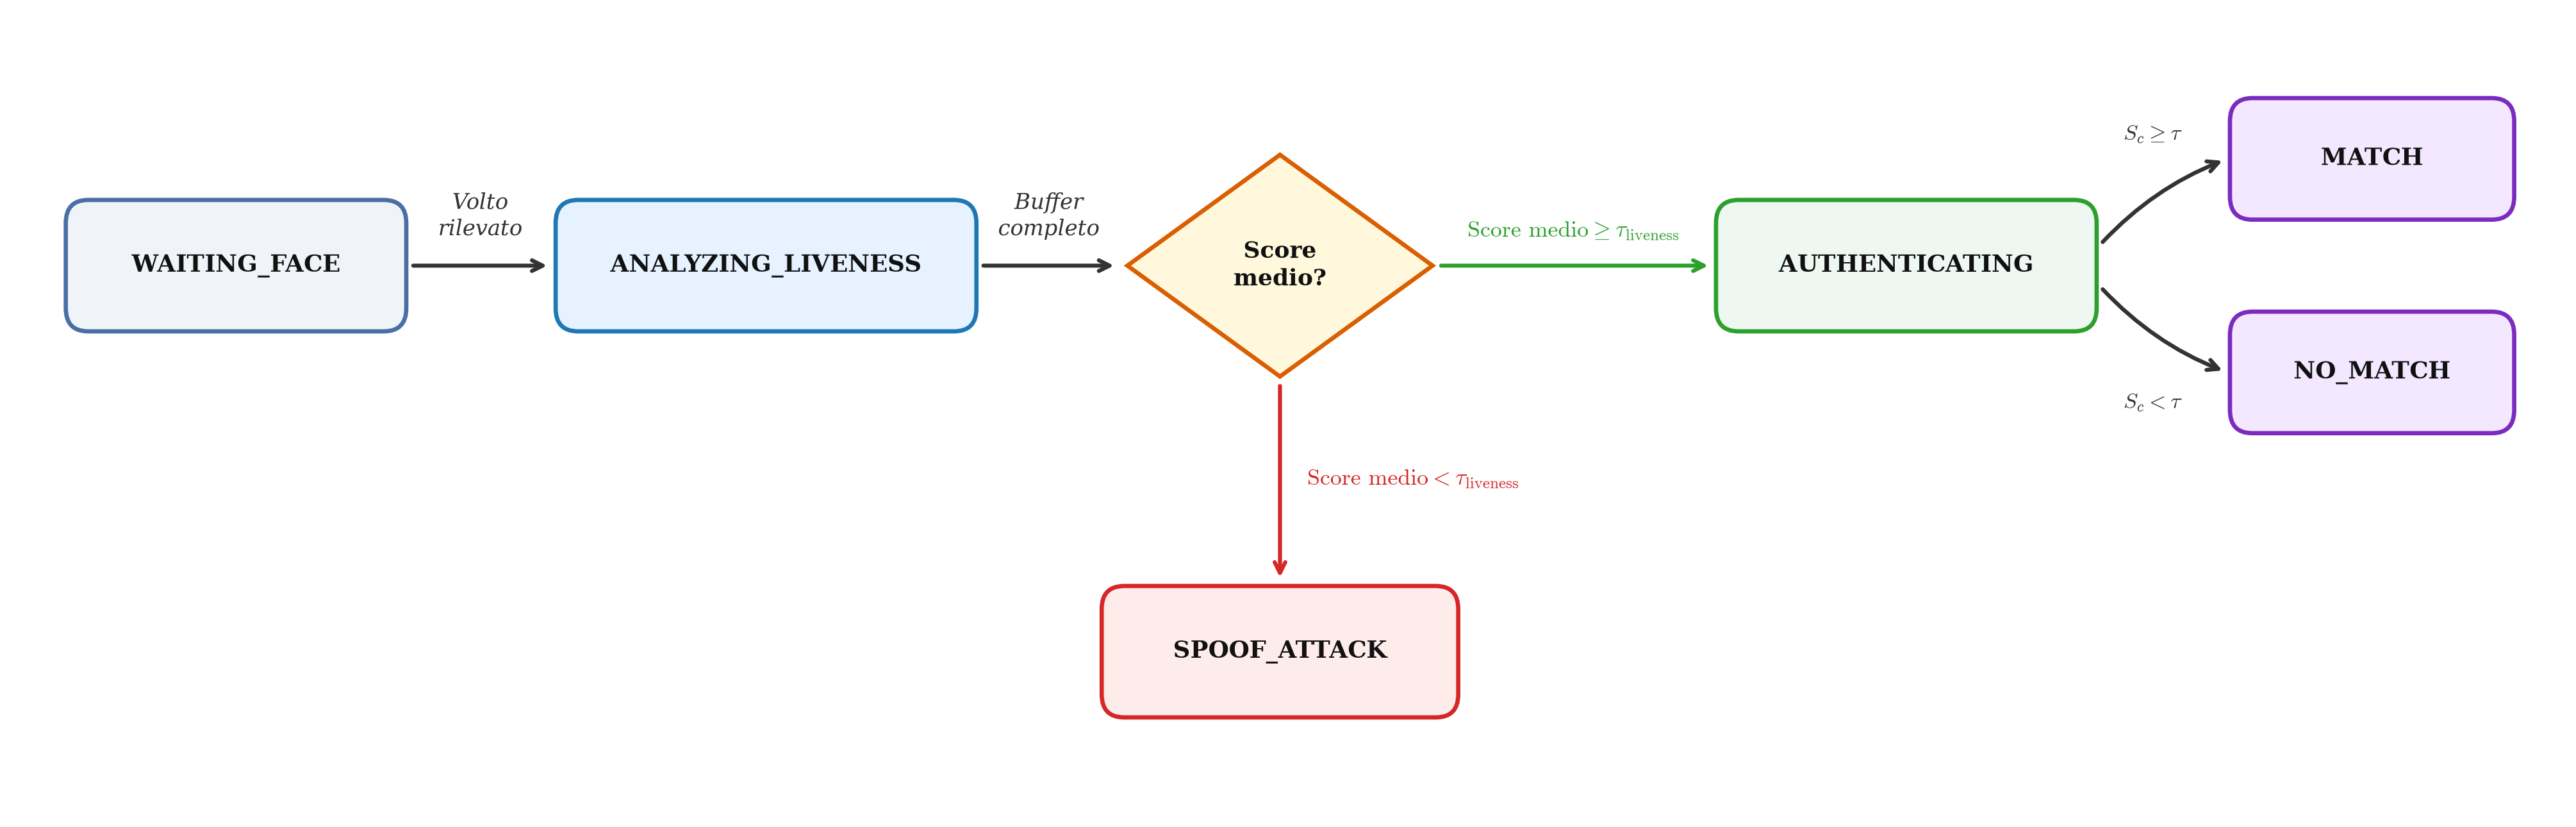 WAITING_FACE
Volto
rilevato
ANALYZING_LIVENESS
Buffer
completo
Score
medio?
Score medio ≥ τ_liveness
AUTHENTICATING
S_c ≥ τ
MATCH
S_c < τ
NO_MATCH
Score medio < τ_liveness
SPOOF_ATTACK